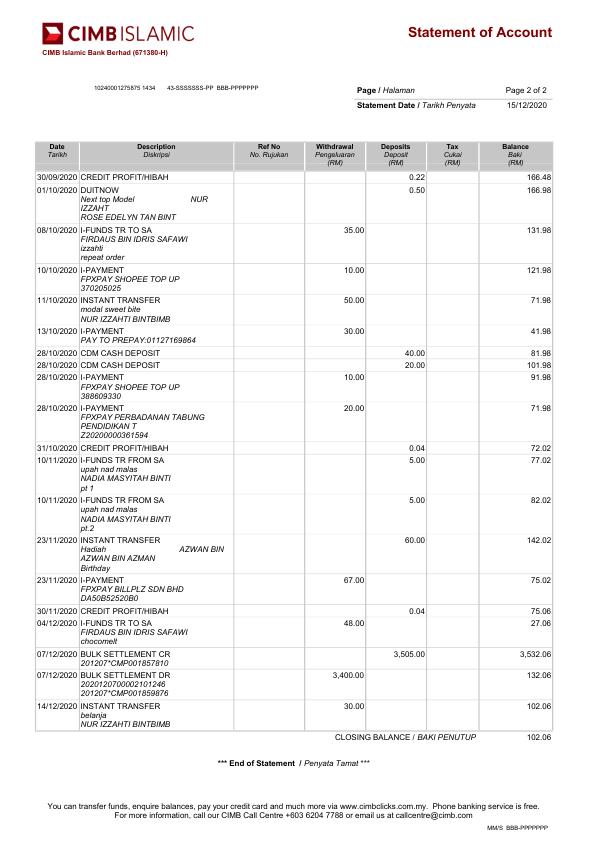 CIMB ISLAMIC
Statement of Account
CIMB Islamic Bank Berhad (671380-H)
10240001275875 1434 43-SSSSSSS-PP BBB-PPPPPPP
Page / Halaman Page 2 of 2
Statement Date / Tarikh Penyata 15/12/2020
Date Description Ref No Withdrawal Deposits Tax Balance
Tarikh Diskripsi No. Rujukan Pengeluaran Deposit Cukai Baki
(RM) (RM) (RM) (RM)
30/09/2020 CREDIT PROFIT/HIBAH 0.22 166.48
01/10/2020 DUITNOW 0.50 166.98
Next top Model NUR
IZZAHT
ROSE EDELYN TAN BINT
08/10/2020 I-FUNDS TR TO SA 35.00 131.98
FIRDAUS BIN IDRIS SAFAWI
izzahti
repeat order
10/10/2020 I-PAYMENT 10.00 121.98
FPXPAY SHOPEE TOP UP
370205025
11/10/2020 INSTANT TRANSFER 50.00 71.98
modal sweet bite
NUR IZZAHTI BINTBIMB
13/10/2020 I-PAYMENT 30.00 41.98
PAY TO PREPAY:01127169864
28/10/2020 CDM CASH DEPOSIT 40.00 81.98
28/10/2020 CDM CASH DEPOSIT 20.00 101.98
28/10/2020 I-PAYMENT 10.00 91.98
FPXPAY SHOPEE TOP UP
388609330
28/10/2020 I-PAYMENT 20.00 71.98
FPXPAY PERBADANAN TABUNG
PENDIDIKAN T
Z20200000361594
31/10/2020 CREDIT PROFIT/HIBAH 0.04 72.02
10/11/2020 I-FUNDS TR FROM SA 5.00 77.02
upah nad malas
NADIA MASYITAH BINTI
pt 1
10/11/2020 I-FUNDS TR FROM SA 5.00 82.02
upah nad malas
NADIA MASYITAH BINTI
pt.2
23/11/2020 INSTANT TRANSFER 60.00 142.02
Hadiah AZWAN BIN
AZWAN BIN AZMAN
Birthday
23/11/2020 I-PAYMENT 67.00 75.02
FPXPAY BILLPLZ SDN BHD
DA50B52520B0
30/11/2020 CREDIT PROFIT/HIBAH 0.04 75.06
04/12/2020 I-FUNDS TR TO SA 48.00 27.06
FIRDAUS BIN IDRIS SAFAWI
chocomelt
07/12/2020 BULK SETTLEMENT CR 3,505.00 3,532.06
201207*CMP001857810
07/12/2020 BULK SETTLEMENT DR 3,400.00 132.06
2020120700002101246
201207*CMP001859876
14/12/2020 INSTANT TRANSFER 30.00 102.06
belanja
NUR IZZAHTI BINTBIMB
CLOSING BALANCE / BAKI PENUTUP 102.06
*** End of Statement / Penyata Tamat ***
You can transfer funds, enquire balances, pay your credit card and much more via www.cimbclicks.com.my. Phone banking service is free.
For more information, call our CIMB Call Centre +603 6204 7788 or email us at callcentre@cimb.com
MM/S BBB-PPPPPPP